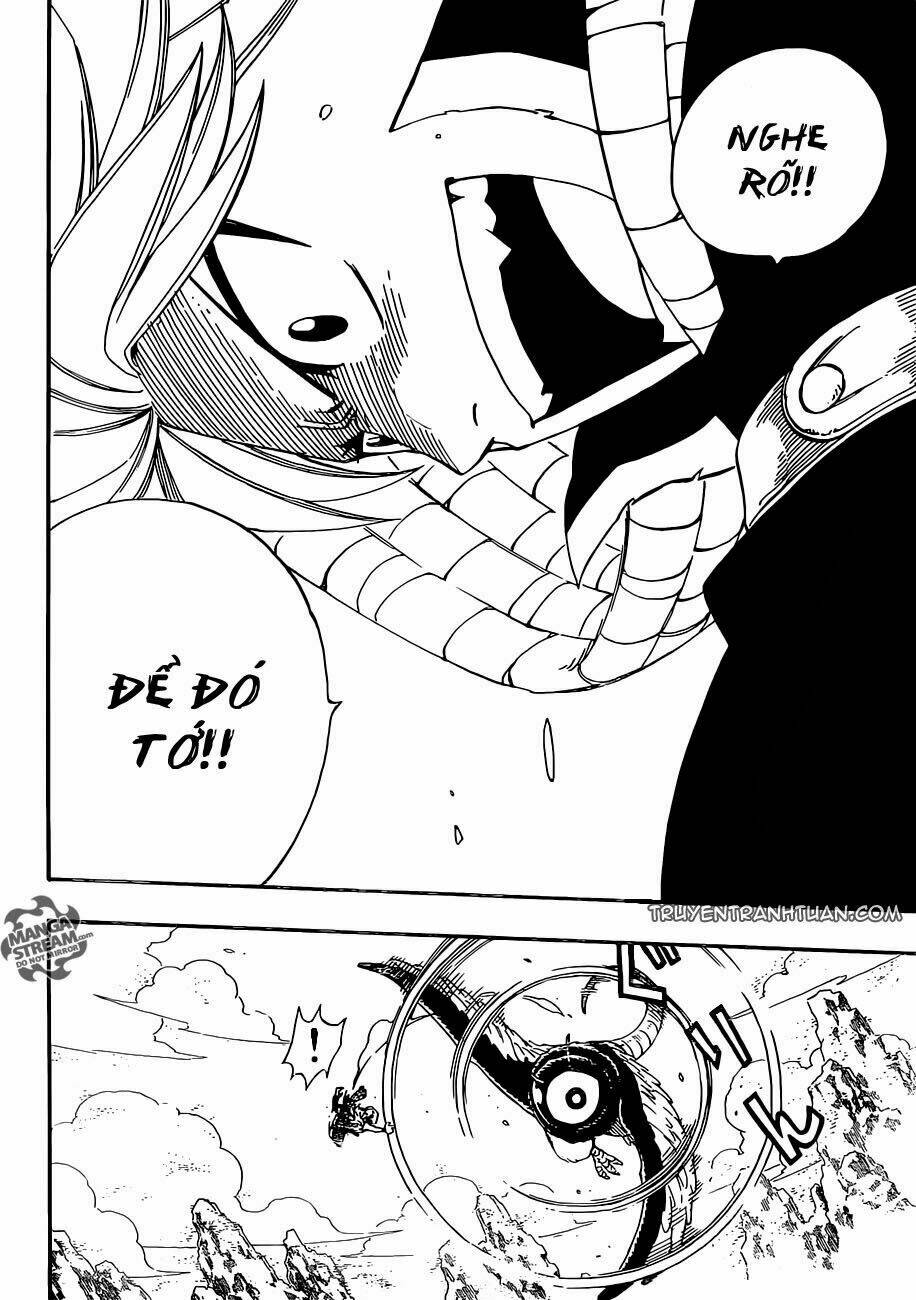 NGHE
RÕ!!
ĐỂ ĐÓ
TỚ!!
MANGA
STREAM.com
DO NOT MIRROR
TRUYENTRANHTUAN.COM
!